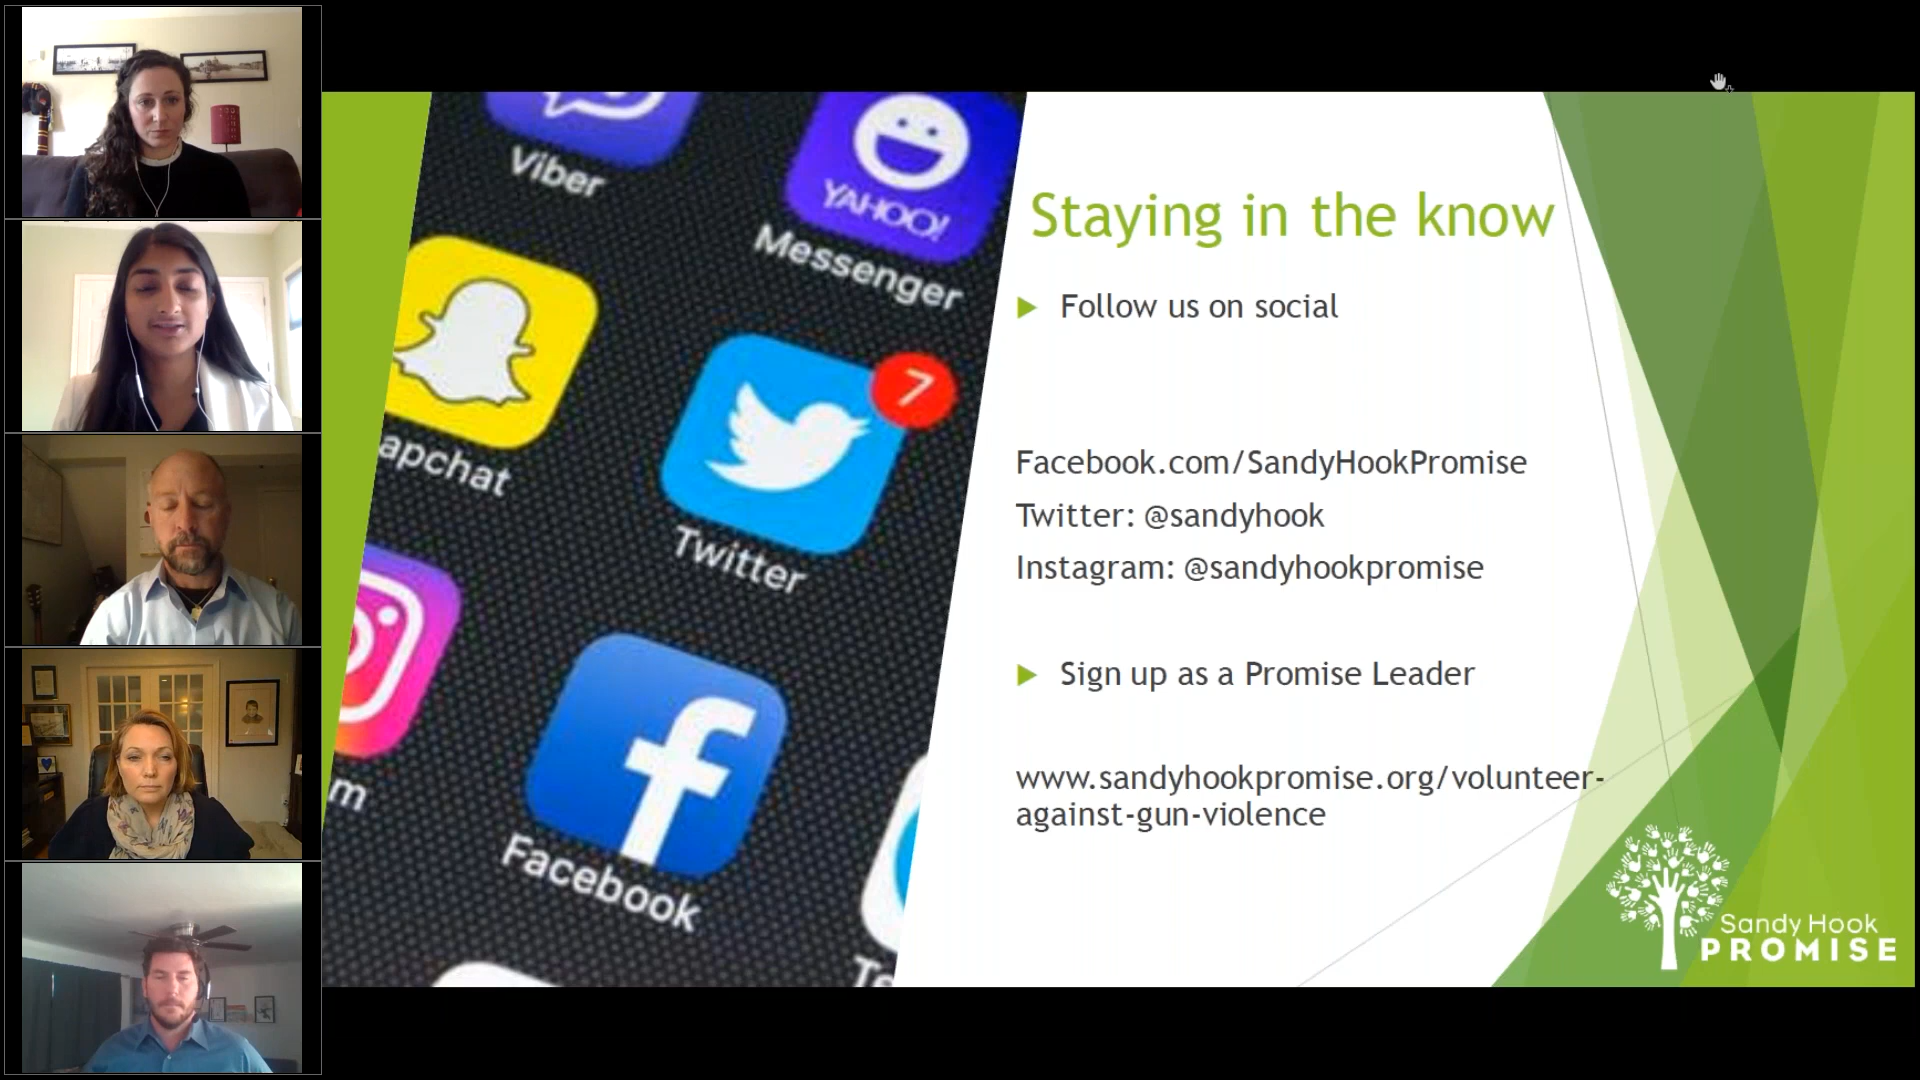 Viber
YAHOO!
Messenger
apchat
7
Twitter
m
Facebook
Te
Staying in the know
Follow us on social
Facebook.com/SandyHookPromise
Twitter: @sandyhook
Instagram: @sandyhookpromise
Sign up as a Promise Leader
www.sandyhookpromise.org/volunteer-
against-gun-violence
Sandy Hook
PROMISE